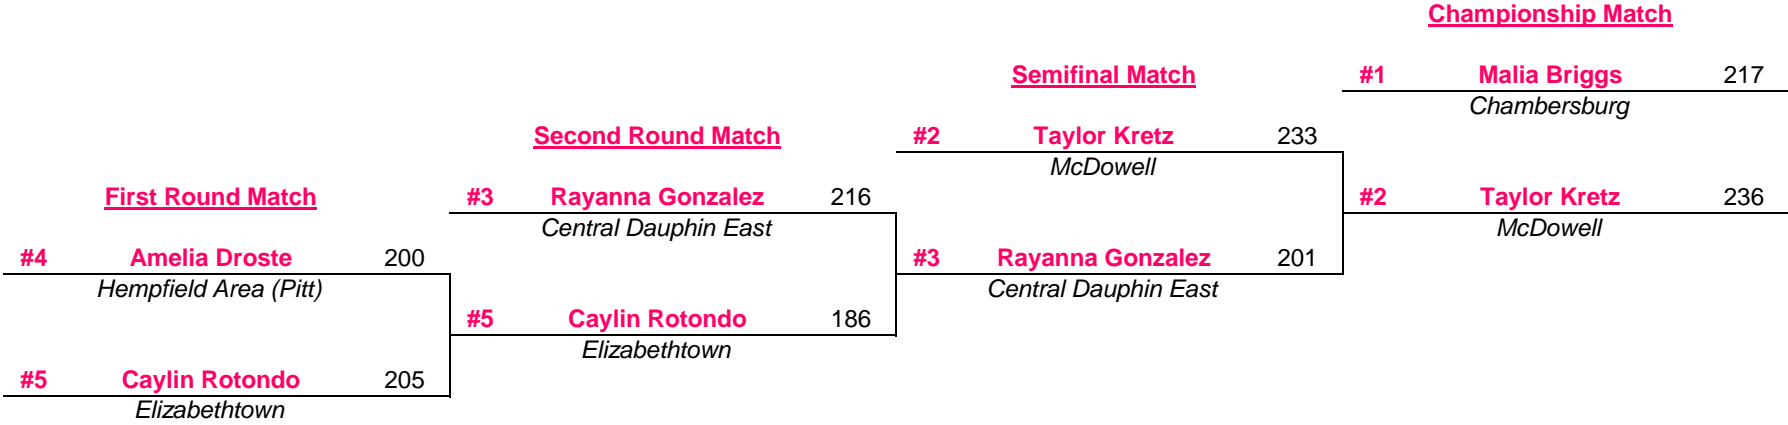 Championship Match
Semifinal Match #1 Malia Briggs 217
Chambersburg
Second Round Match #2 Taylor Kretz 233
McDowell
First Round Match #3 Rayanna Gonzalez 216 #2 Taylor Kretz 236
Central Dauphin East McDowell
#4 Amelia Droste 200 #3 Rayanna Gonzalez 201
Hempfield Area (Pitt) Central Dauphin East
#5 Caylin Rotondo 186
Elizabethtown
#5 Caylin Rotondo 205
Elizabethtown